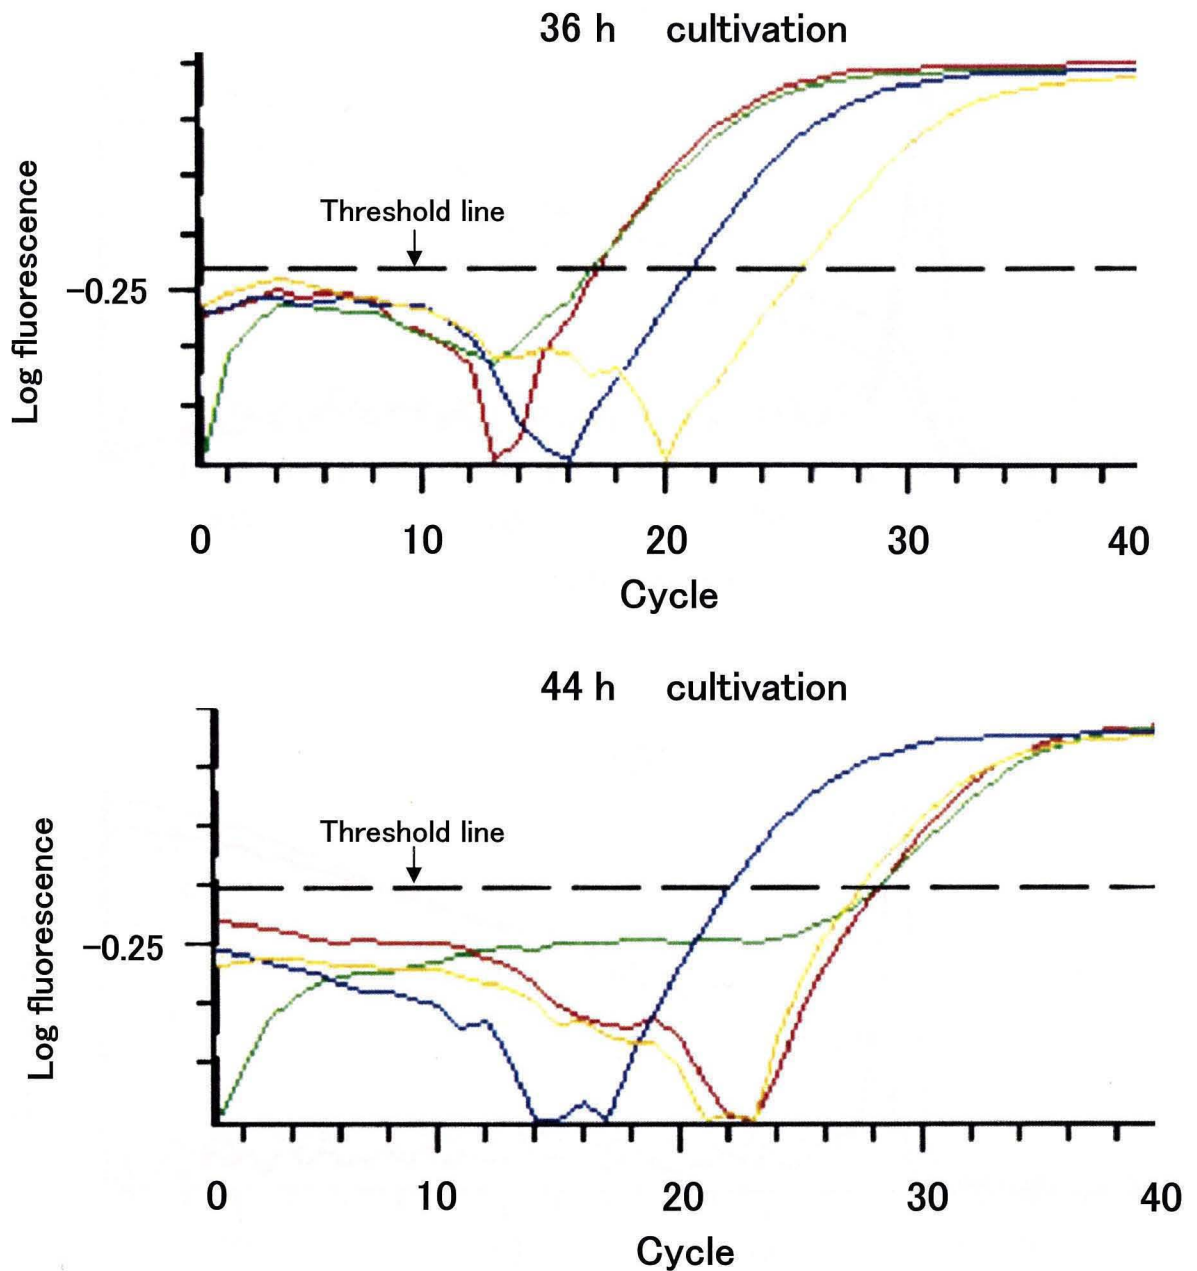 36 h cultivation
Log fluorescence
Threshold line
−0.25
0 10 20 30 40
Cycle
44 h cultivation
Log fluorescence
Threshold line
−0.25
0 10 20 30 40
Cycle